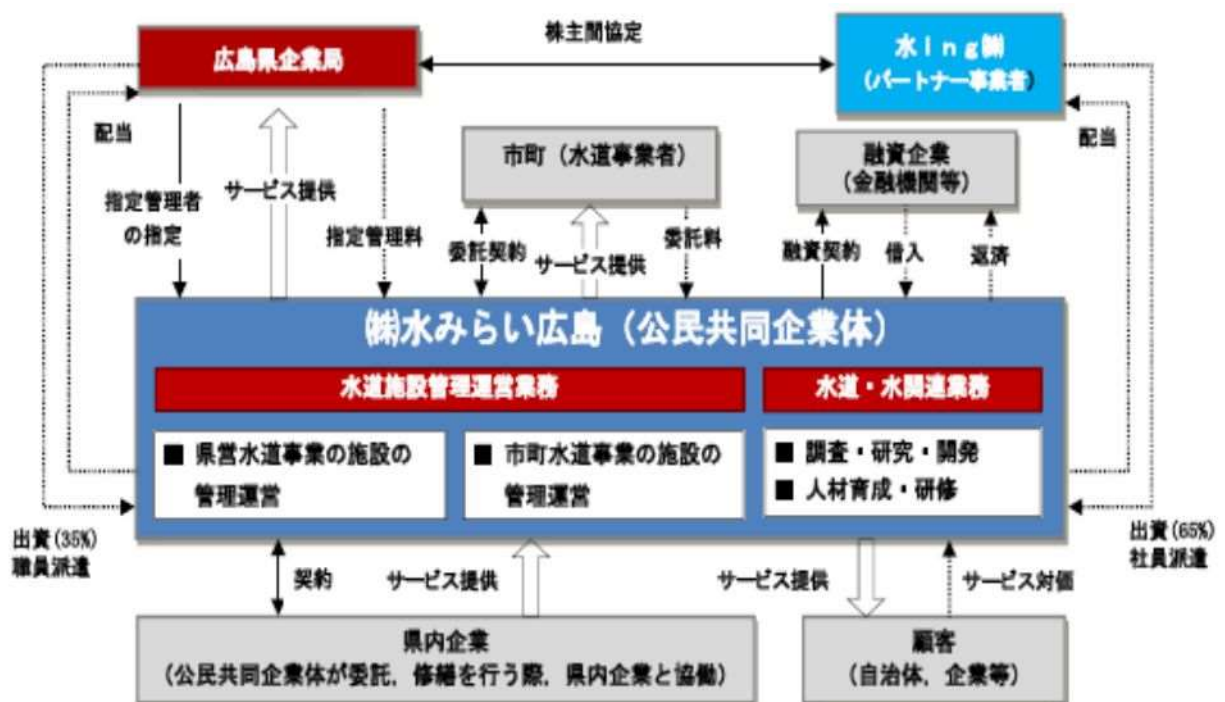 株主間協定
広島県企業局
水ing㈱
(パートナー事業者)
配当
配当
市町(水道事業者)
融資企業
(金融機関等)
指定管理者
の指定
サービス提供
指定管理料
委託契約
サービス提供
委託料
融資契約
借入
返済
㈱水みらい広島(公民共同企業体)
水道施設管理運営業務
水道・水関連業務
■ 県営水道事業の施設の
管理運営
■ 市町水道事業の施設の
管理運営
■ 調査・研究・開発
■ 人材育成・研修
出資(35%)
職員派遣
出資(65%)
社員派遣
契約
サービス提供
サービス提供
サービス対価
県内企業
(公民共同企業体が委託，修繕を行う際，県内企業と協働)
顧客
(自治体，企業等)